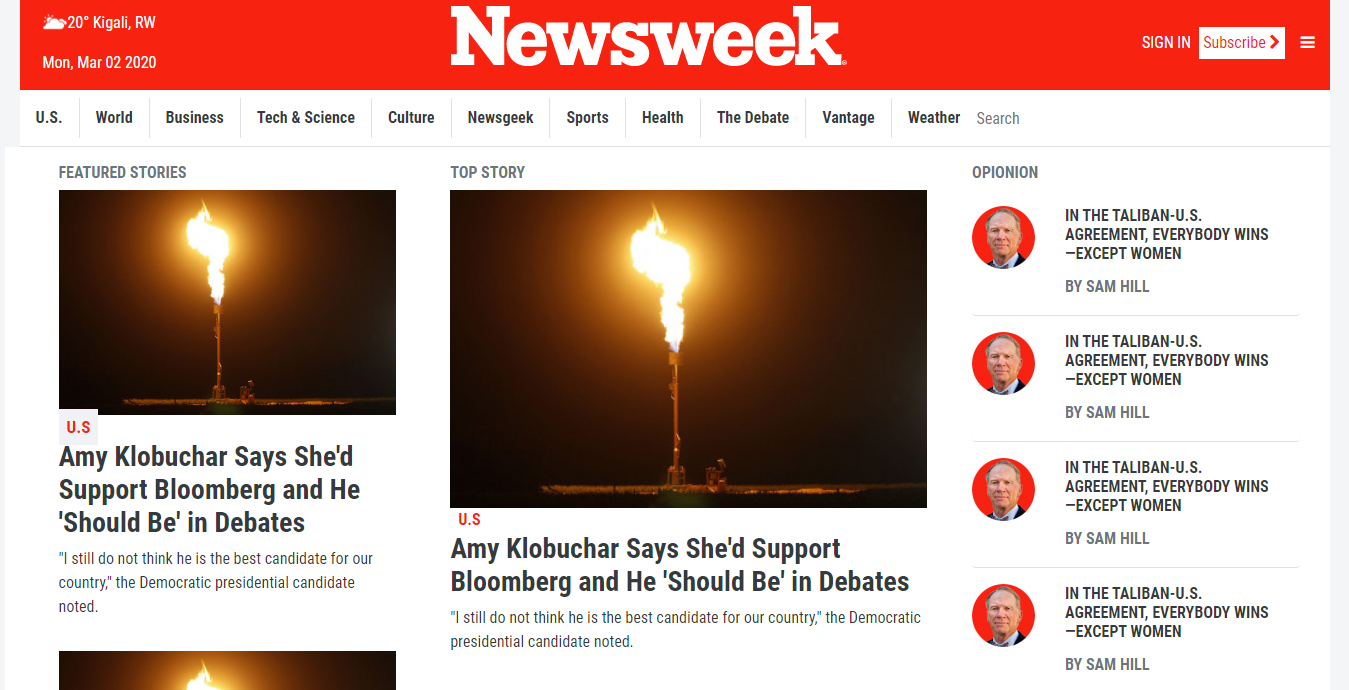 20° Kigali, RW
Mon, Mar 02 2020
Newsweek
SIGN IN Subscribe
U.S. World Business Tech & Science Culture Newsgeek Sports Health The Debate Vantage Weather Search
FEATURED STORIES
U.S
Amy Klobuchar Says She'd
Support Bloomberg and He
'Should Be' in Debates
"I still do not think he is the best candidate for our
country," the Democratic presidential candidate
noted.
TOP STORY
U.S
Amy Klobuchar Says She'd Support
Bloomberg and He 'Should Be' in Debates
"I still do not think he is the best candidate for our country," the Democratic
presidential candidate noted.
OPIONION
IN THE TALIBAN-U.S.
AGREEMENT, EVERYBODY WINS
—EXCEPT WOMEN
BY SAM HILL
IN THE TALIBAN-U.S.
AGREEMENT, EVERYBODY WINS
—EXCEPT WOMEN
BY SAM HILL
IN THE TALIBAN-U.S.
AGREEMENT, EVERYBODY WINS
—EXCEPT WOMEN
BY SAM HILL
IN THE TALIBAN-U.S.
AGREEMENT, EVERYBODY WINS
—EXCEPT WOMEN
BY SAM HILL